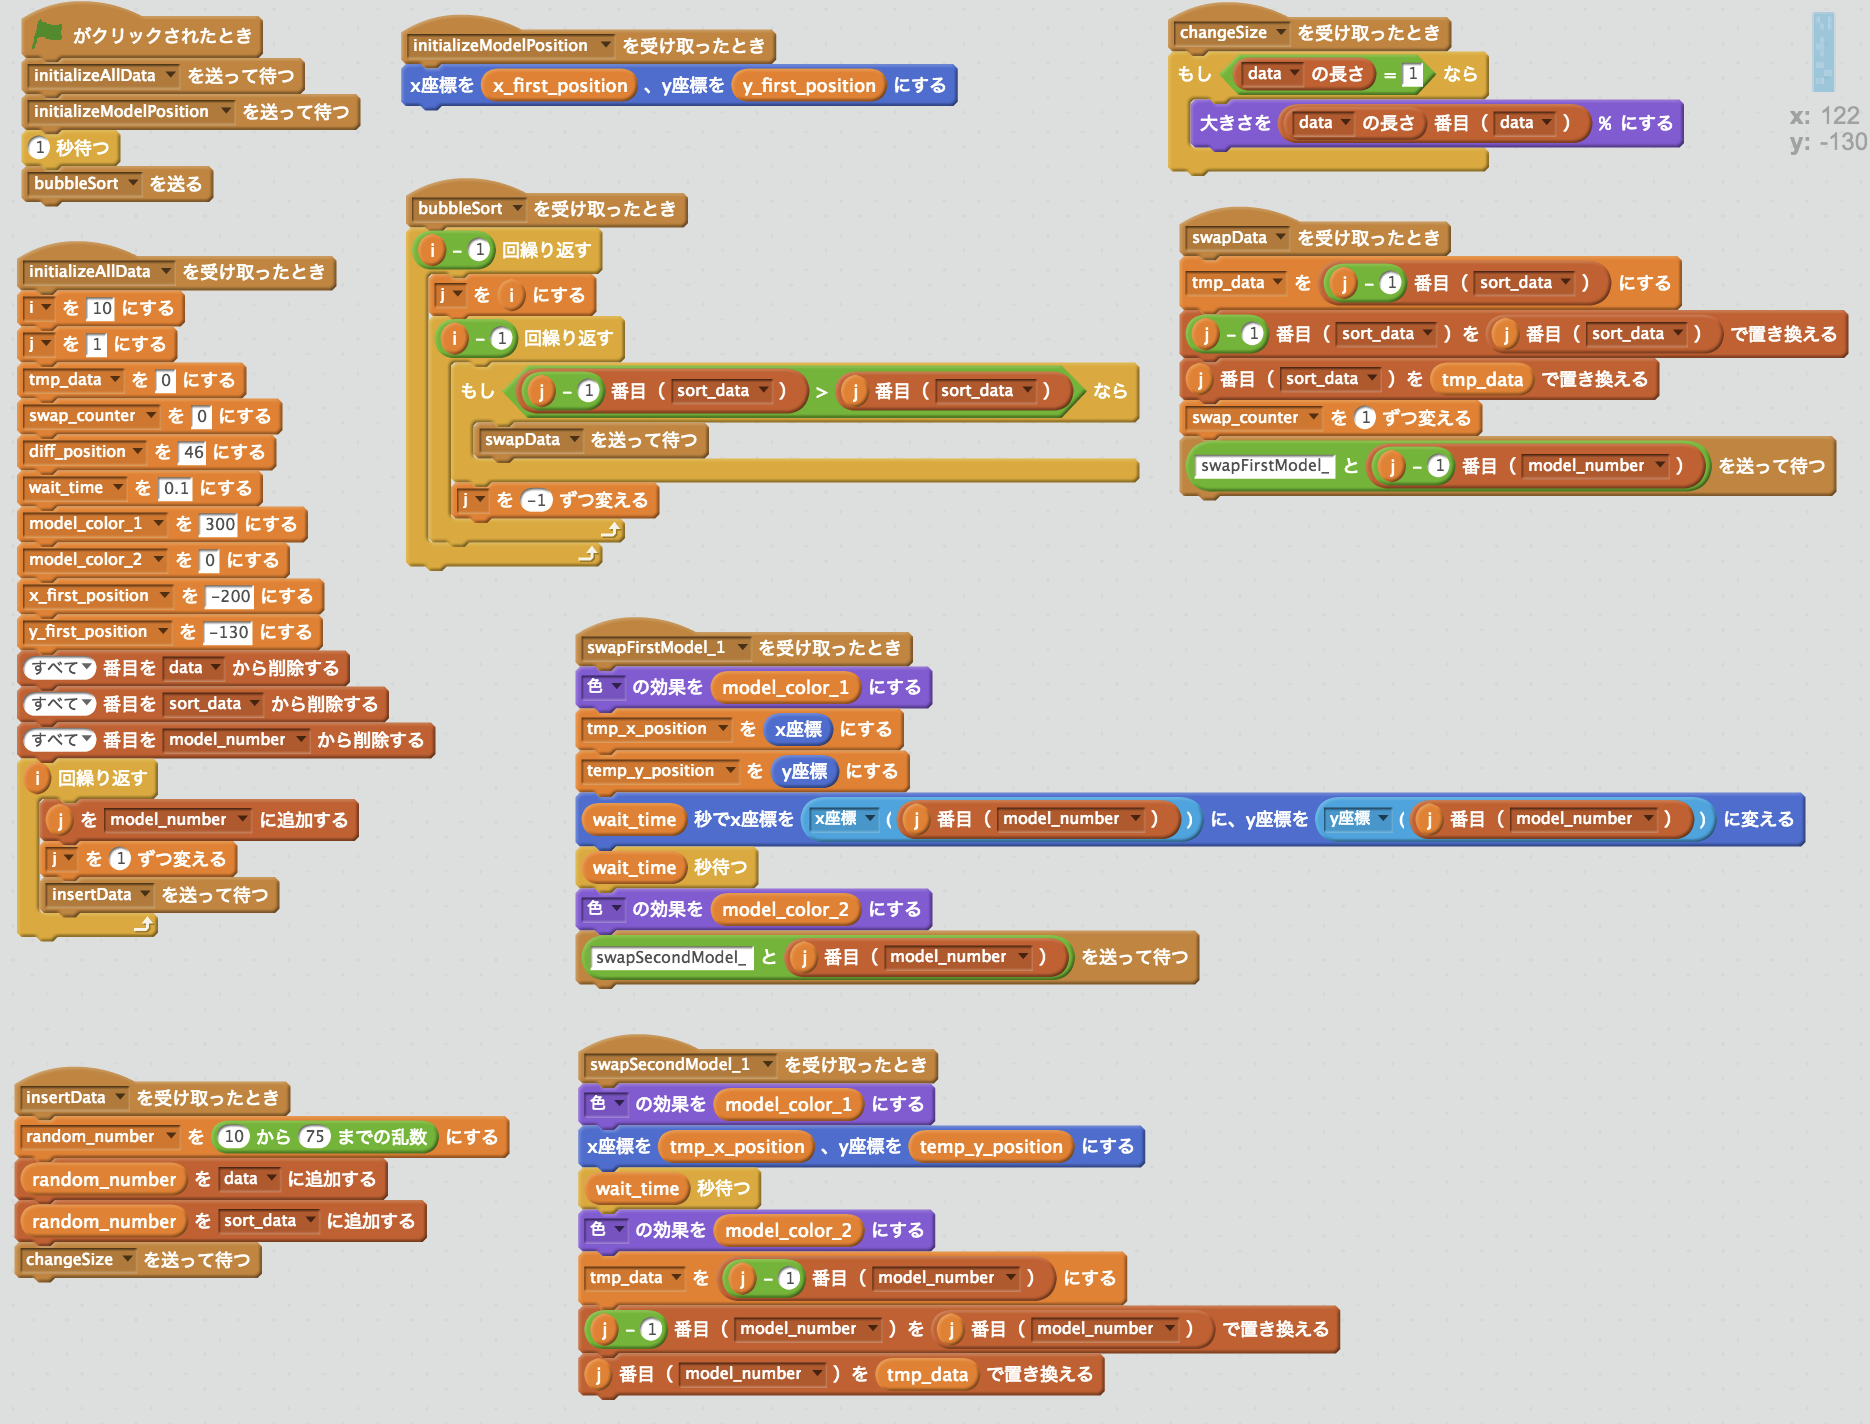 がクリックされたとき
initializeAllData を送って待つ
initializeModelPosition を送って待つ
1 秒待つ
bubbleSort を送る
initializeAllData を受け取ったとき
i を 10 にする
j を 1 にする
tmp_data を 0 にする
swap_counter を 0 にする
diff_position を 46 にする
wait_time を 0.1 にする
model_color_1 を 300 にする
model_color_2 を 0 にする
x_first_position を -200 にする
y_first_position を -130 にする
すべて 番目を data から削除する
すべて 番目を sort_data から削除する
すべて 番目を model_number から削除する
i 回繰り返す
j を model_number に追加する
j を 1 ずつ変える
insertData を送って待つ
insertData を受け取ったとき
random_number を 10 から 75 までの乱数 にする
random_number を data に追加する
random_number を sort_data に追加する
changeSize を送って待つ
initializeModelPosition を受け取ったとき
x座標を x_first_position 、y座標を y_first_position にする
bubbleSort を受け取ったとき
i - 1 回繰り返す
j を i にする
i - 1 回繰り返す
もし j - 1 番目 ( sort_data ) > j 番目 ( sort_data ) なら
swapData を送って待つ
j を -1 ずつ変える
swapFirstModel_1 を受け取ったとき
色 の効果を model_color_1 にする
tmp_x_position を x座標 にする
temp_y_position を y座標 にする
wait_time 秒でx座標を x座標 ( j 番目 ( model_number ) ) に、y座標を y座標 ( j 番目 ( model_number ) ) に変える
wait_time 秒待つ
色 の効果を model_color_2 にする
swapSecondModel_ と j 番目 ( model_number ) を送って待つ
swapSecondModel_1 を受け取ったとき
色 の効果を model_color_1 にする
x座標を tmp_x_position 、y座標を temp_y_position にする
wait_time 秒待つ
色 の効果を model_color_2 にする
tmp_data を j - 1 番目 ( model_number ) にする
j - 1 番目 ( model_number ) を j 番目 ( model_number ) で置き換える
j 番目 ( model_number ) を tmp_data で置き換える
changeSize を受け取ったとき
もし data の長さ = 1 なら
大きさを data の長さ 番目 ( data ) % にする
swapData を受け取ったとき
tmp_data を j - 1 番目 ( sort_data ) にする
j - 1 番目 ( sort_data ) を j 番目 ( sort_data ) で置き換える
j 番目 ( sort_data ) を tmp_data で置き換える
swap_counter を 1 ずつ変える
swapFirstModel_ と j - 1 番目 ( model_number ) を送って待つ
x: 122
y: -130